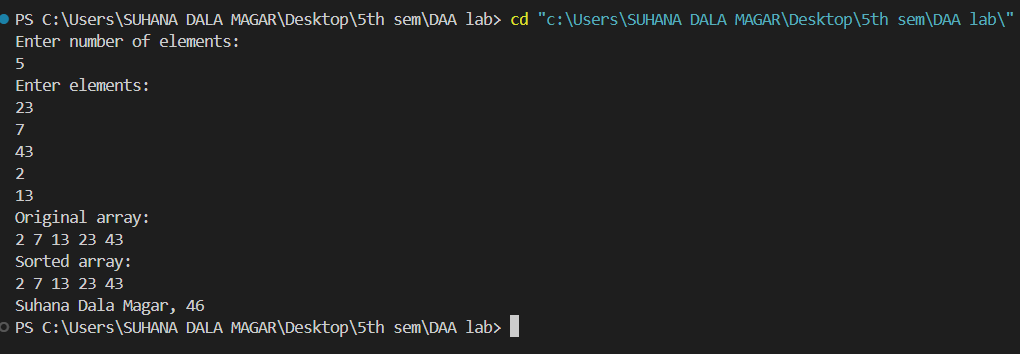 PS C:\Users\SUHANA DALA MAGAR\Desktop\5th sem\DAA lab> cd "c:\Users\SUHANA DALA MAGAR\Desktop\5th sem\DAA lab\"
Enter number of elements:
5
Enter elements:
23
7
43
2
13
Original array:
2 7 13 23 43
Sorted array:
2 7 13 23 43
Suhana Dala Magar, 46
PS C:\Users\SUHANA DALA MAGAR\Desktop\5th sem\DAA lab>